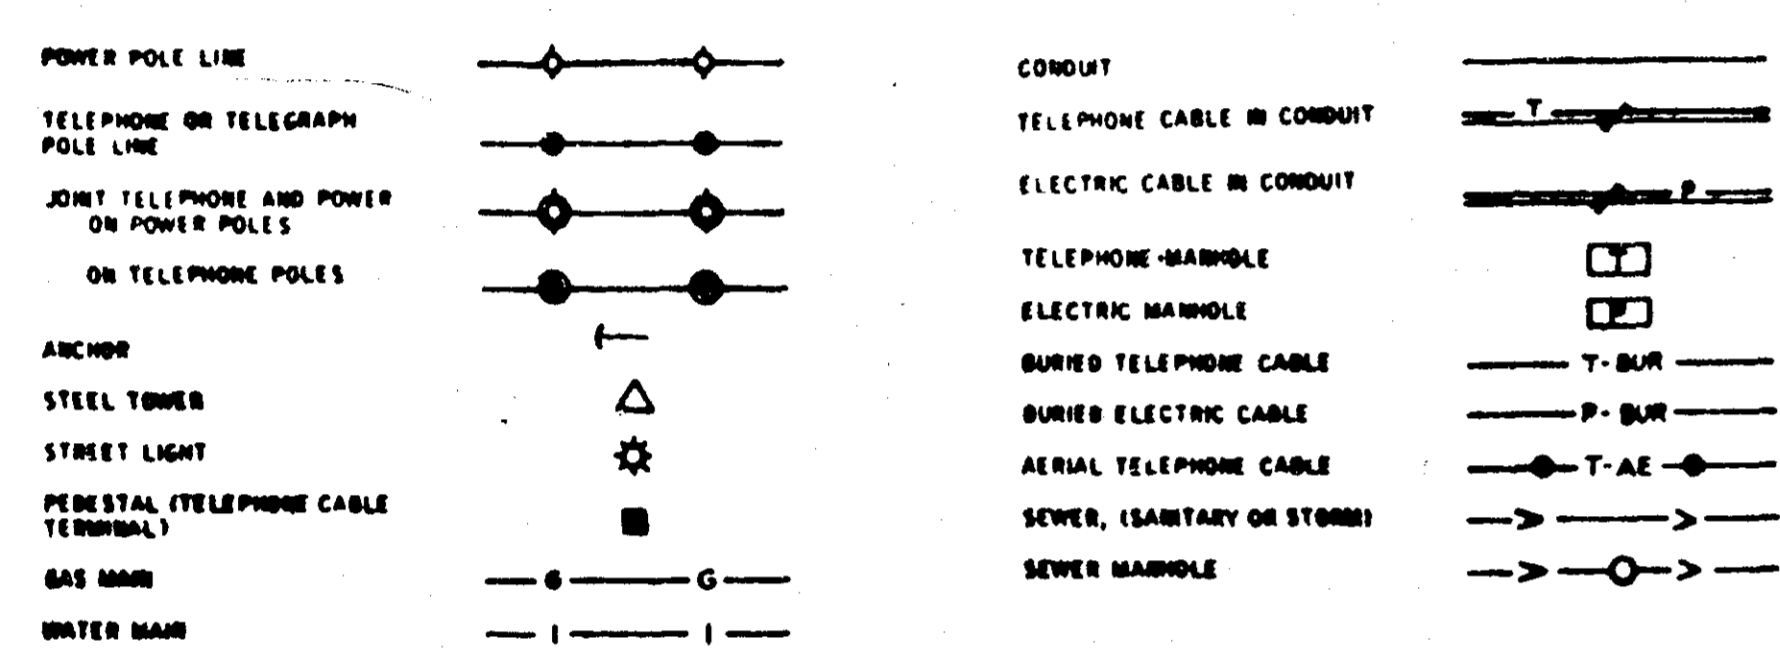 POWER POLE LINE
TELEPHONE OR TELEGRAPH
POLE LINE
JOINT TELEPHONE AND POWER
ON POWER POLES
ON TELEPHONE POLES
ANCHOR
STEEL TOWER
STREET LIGHT
PEDESTAL (TELEPHONE CABLE
TERMINAL)
GAS MAIN
G G
WATER MAIN
CONDUIT
TELEPHONE CABLE IN CONDUIT
T
ELECTRIC CABLE IN CONDUIT
P
TELEPHONE MANHOLE
T
ELECTRIC MANHOLE
P
BURIED TELEPHONE CABLE
T-BUR
BURIED ELECTRIC CABLE
P-BUR
AERIAL TELEPHONE CABLE
T-AE
SEWER, (SANITARY OR STORM)
SEWER MANHOLE